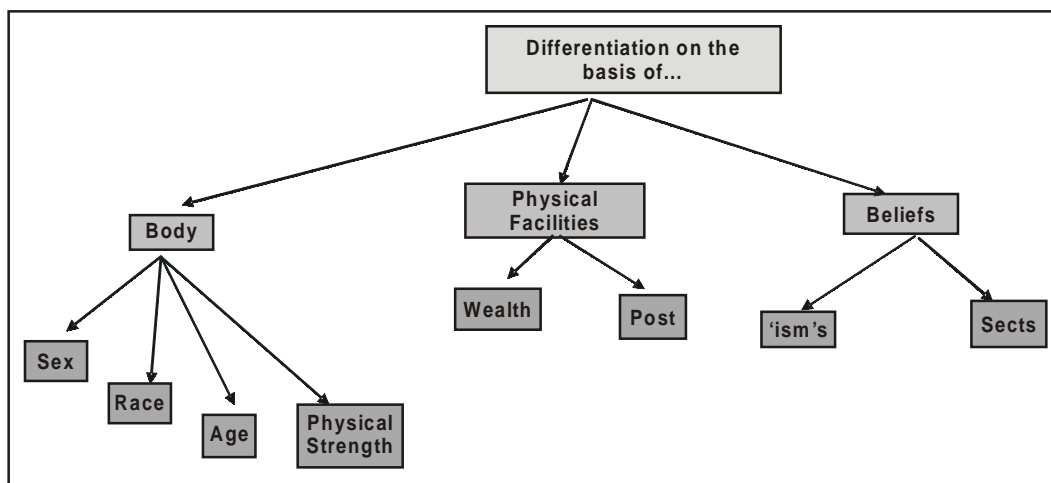 Differentiation on the
basis of...
Body
Physical
Facilities
Beliefs
Sex
Race
Age
Physical
Strength
Wealth
Post
'ism's
Sects